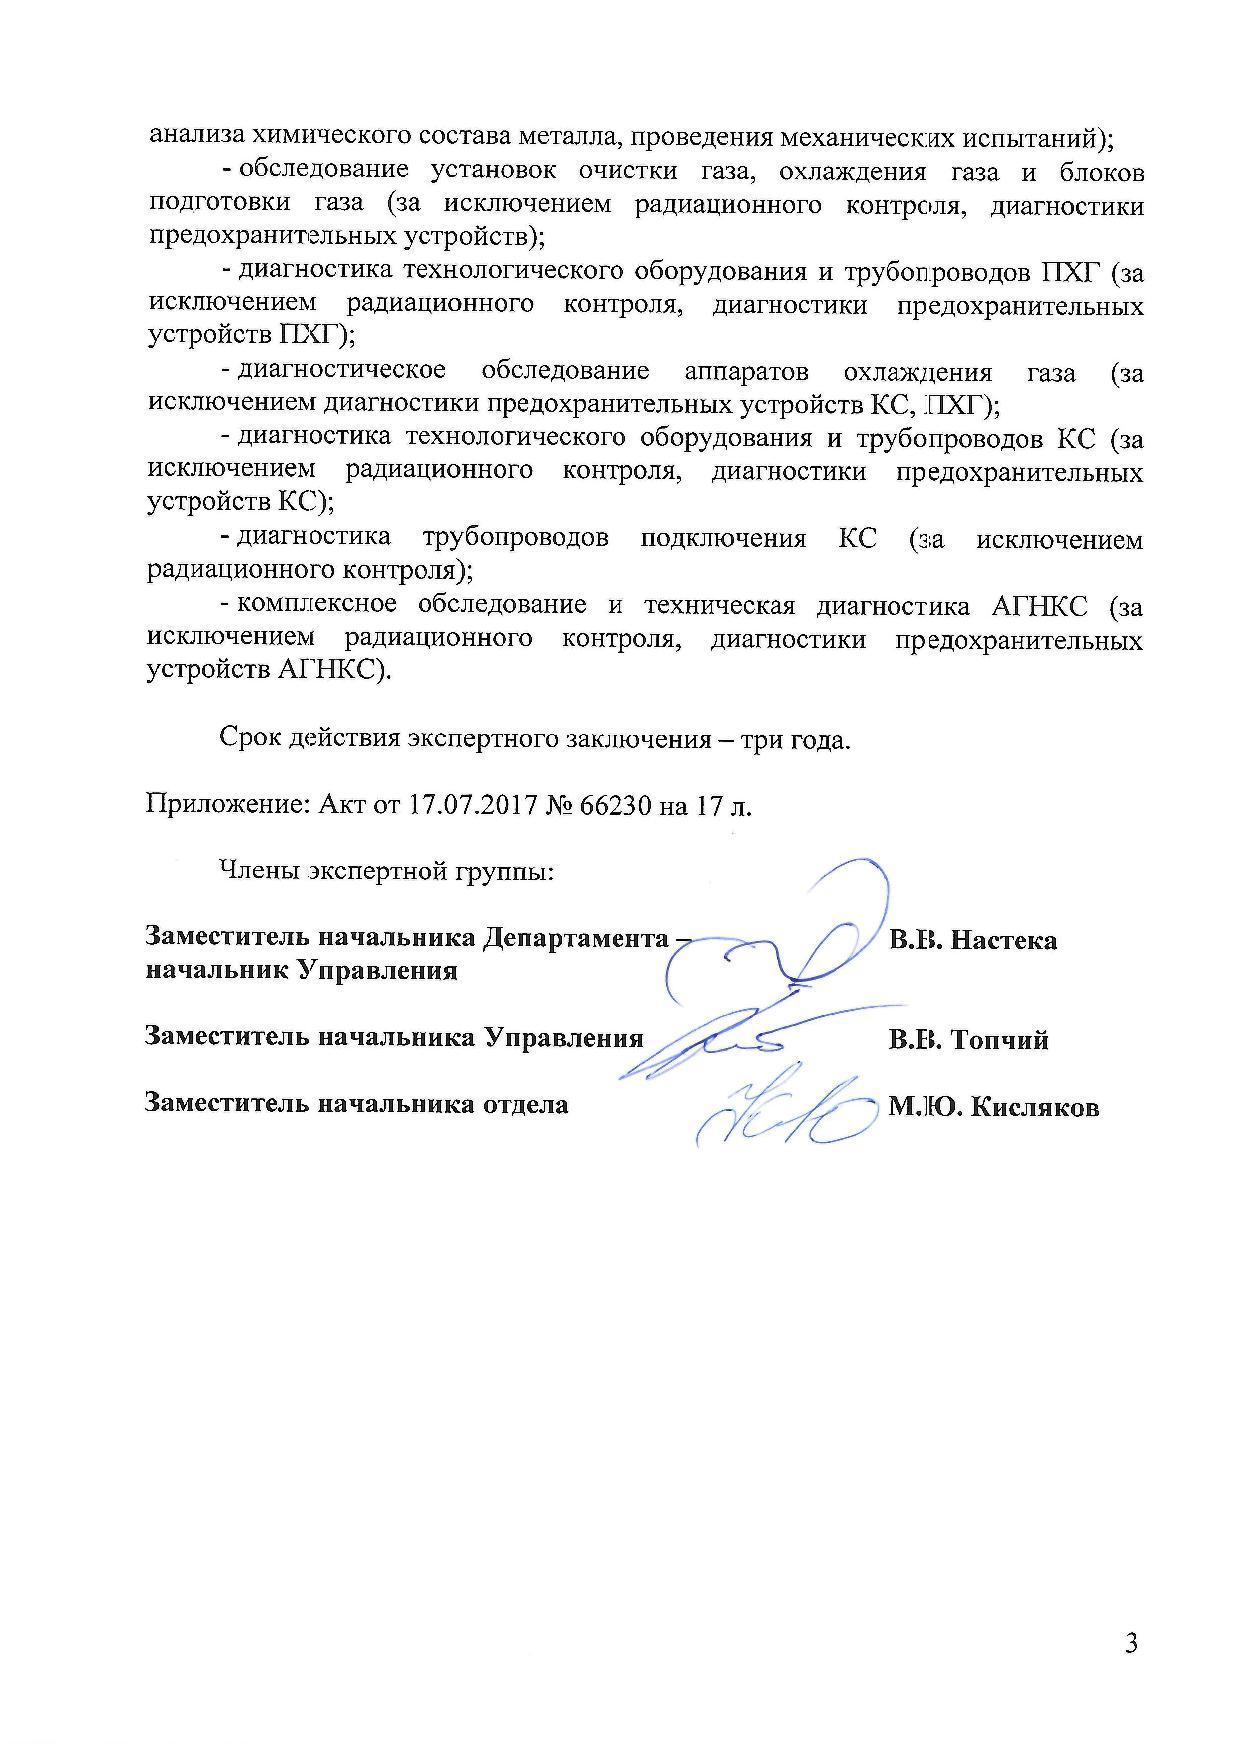 анализа химического состава металла, проведения механических испытаний);
- обследование установок очистки газа, охлаждения газа и блоков
подготовки газа (за исключением радиационного контроля, диагностики
предохранительных устройств);
- диагностика технологического оборудования и трубопроводов ПХГ (за
исключением радиационного контроля, диагностики предохранительных
устройств ПХГ);
- диагностическое обследование аппаратов охлаждения газа (за
исключением диагностики предохранительных устройств КС, ПХГ);
- диагностика технологического оборудования и трубопроводов КС (за
исключением радиационного контроля, диагностики предохранительных
устройств КС);
- диагностика трубопроводов подключения КС (за исключением
радиационного контроля);
- комплексное обследование и техническая диагностика АГНКС (за
исключением радиационного контроля, диагностики предохранительных
устройств АГНКС).
Срок действия экспертного заключения – три года.
Приложение: Акт от 17.07.2017 № 66230 на 17 л.
Члены экспертной группы:
Заместитель начальника Департамента – В.В. Настека
начальник Управления
Заместитель начальника Управления В.В. Топчий
Заместитель начальника отдела М.Ю. Кисляков
3